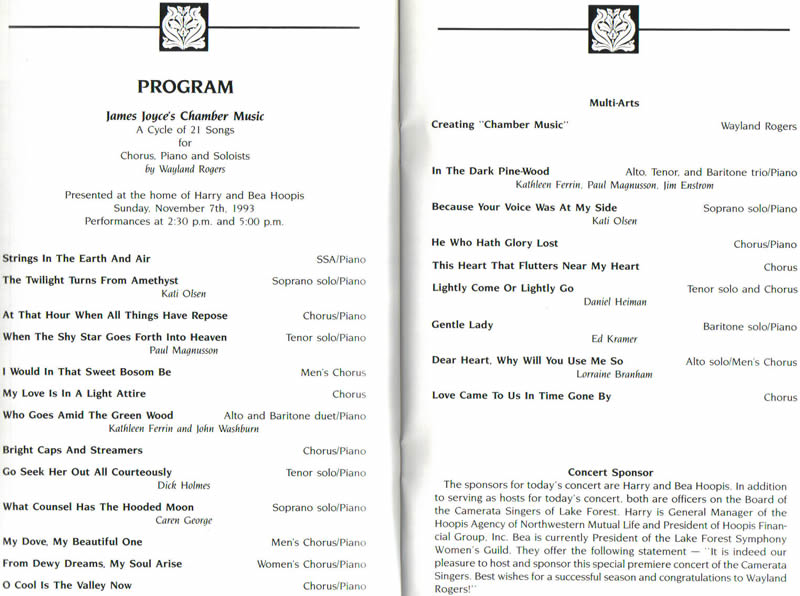 PROGRAM
James Joyce's Chamber Music
A Cycle of 21 Songs
for
Chorus, Piano and Soloists
by Wayland Rogers
Presented at the home of Harry and Bea Hoopis
Sunday, November 7th, 1993
Performances at 2:30 p.m. and 5:00 p.m.
Strings In The Earth And Air SSA/Piano
The Twilight Turns From Amethyst Soprano solo/Piano
Kati Olsen
At That Hour When All Things Have Repose Chorus/Piano
When The Shy Star Goes Forth Into Heaven Tenor solo/Piano
Paul Magnusson
I Would In That Sweet Bosom Be Men's Chorus
My Love Is In A Light Attire Chorus
Who Goes Amid The Green Wood Alto and Baritone duet/Piano
Kathleen Ferrin and John Washburn
Bright Caps And Streamers Chorus/Piano
Go Seek Her Out All Courteously Tenor solo/Piano
Dick Holmes
What Counsel Has The Hooded Moon Soprano solo/Piano
Caren George
My Dove, My Beautiful One Men's Chorus/Piano
From Dewy Dreams, My Soul Arise Women's Chorus/Piano
O Cool Is The Valley Now Chorus/Piano
Multi-Arts
Creating "Chamber Music" Wayland Rogers
In The Dark Pine-Wood Alto, Tenor, and Baritone trio/Piano
Kathleen Ferrin, Paul Magnusson, Jim Enstrom
Because Your Voice Was At My Side Soprano solo/Piano
Kati Olsen
He Who Hath Glory Lost Chorus/Piano
This Heart That Flutters Near My Heart Chorus
Lightly Come Or Lightly Go Tenor solo and Chorus
Daniel Heiman
Gentle Lady Baritone solo/Piano
Ed Kramer
Dear Heart, Why Will You Use Me So Alto solo/Men's Chorus
Lorraine Branham
Love Came To Us In Time Gone By Chorus
Concert Sponsor
The sponsors for today's concert are Harry and Bea Hoopis. In addition
to serving as hosts for today's concert, both are officers on the Board of
the Camerata Singers of Lake Forest. Harry is General Manager of the
Hoopis Agency of Northwestern Mutual Life and President of Hoopis Finan-
cial Group, Inc. Bea is currently President of the Lake Forest Symphony
Women's Guild. They offer the following statement — "It is indeed our
pleasure to host and sponsor this special premiere concert of the Camerata
Singers. Best wishes for a successful season and congratulations to Wayland
Rogers!"